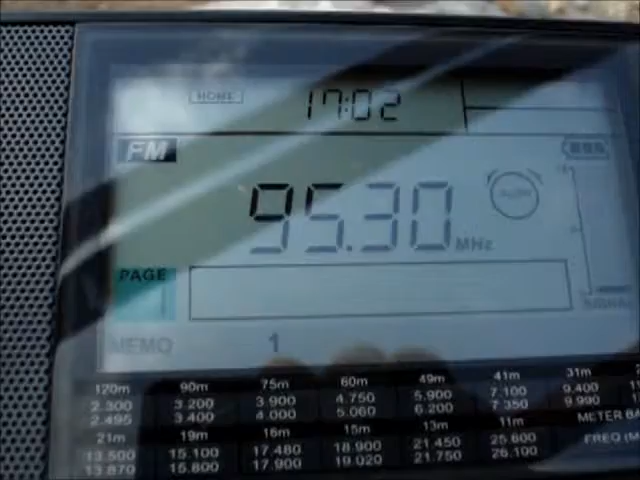 HOME 17:02
FM
95.30 MHz
ALARM
SIGNAL
PAGE
MEMO 1
120m 90m 75m 60m 49m 41m 31m
2.300 3.200 3.900 4.750 5.900 7.100 9.400
2.495 3.400 4.000 5.060 6.200 7.350 9.990 METER
21m 19m 16m 15m 13m 11m
13.500 15.100 17.480 18.900 21.450 25.600 FREQ
13.870 15.800 17.900 19.020 21.750 26.100